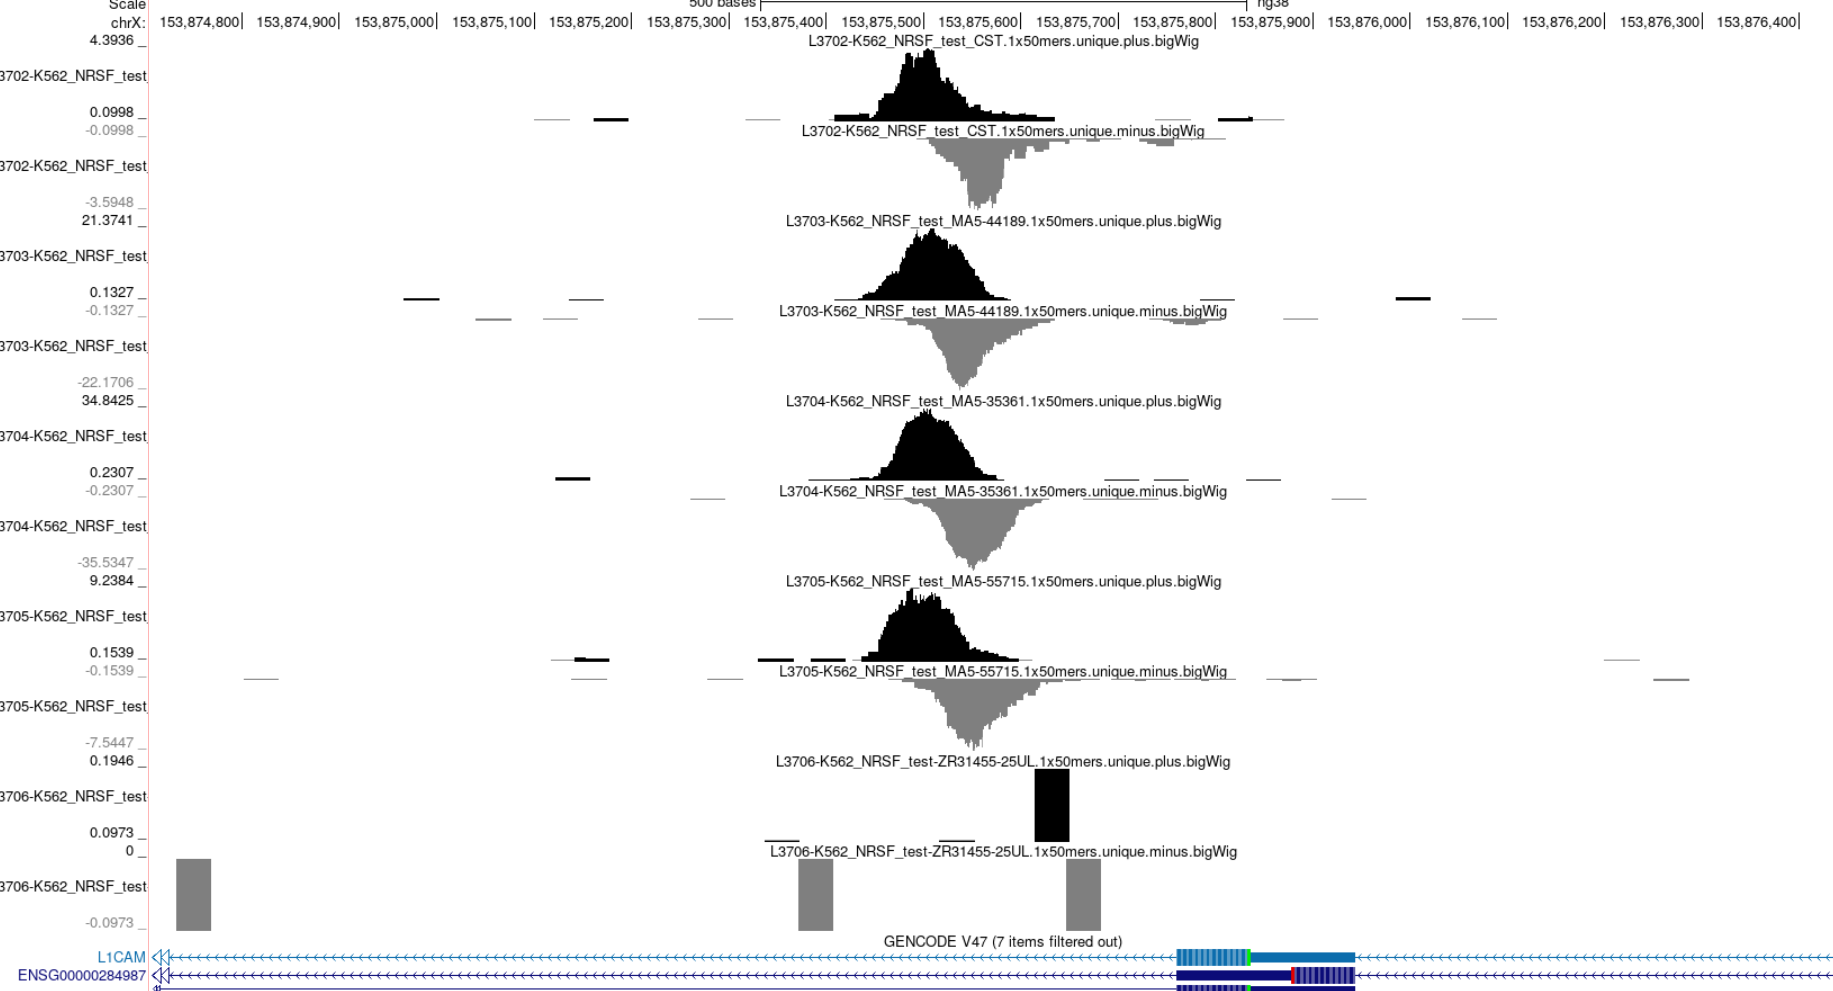 Scale 500 bases hg38
chrX: 153,874,800 153,874,900 153,875,000 153,875,100 153,875,200 153,875,300 153,875,400 153,875,500 153,875,600 153,875,700 153,875,800 153,875,900 153,876,000 153,876,100 153,876,200 153,876,300 153,876,400
4.3936 _ L3702-K562_NRSF_test_CST.1x50mers.unique.plus.bigWig
3702-K562_NRSF_test
0.0998 _
-0.0998 _ L3702-K562_NRSF_test_CST.1x50mers.unique.minus.bigWig
3702-K562_NRSF_test
-3.5948 _
21.3741 _ L3703-K562_NRSF_test_MA5-44189.1x50mers.unique.plus.bigWig
3703-K562_NRSF_test
0.1327 _
-0.1327 _ L3703-K562_NRSF_test_MA5-44189.1x50mers.unique.minus.bigWig
3703-K562_NRSF_test
-22.1706 _
34.8425 _ L3704-K562_NRSF_test_MA5-35361.1x50mers.unique.plus.bigWig
3704-K562_NRSF_test
0.2307 _
-0.2307 _ L3704-K562_NRSF_test_MA5-35361.1x50mers.unique.minus.bigWig
3704-K562_NRSF_test
-35.5347 _
9.2384 _ L3705-K562_NRSF_test_MA5-55715.1x50mers.unique.plus.bigWig
3705-K562_NRSF_test
0.1539 _
-0.1539 _ L3705-K562_NRSF_test_MA5-55715.1x50mers.unique.minus.bigWig
3705-K562_NRSF_test
-7.5447 _
0.1946 _ L3706-K562_NRSF_test-ZR31455-25UL.1x50mers.unique.plus.bigWig
3706-K562_NRSF_test
0.0973 _
0 _ L3706-K562_NRSF_test-ZR31455-25UL.1x50mers.unique.minus.bigWig
3706-K562_NRSF_test
-0.0973 _
GENCODE V47 (7 items filtered out)
L1CAM
ENSG00000284987